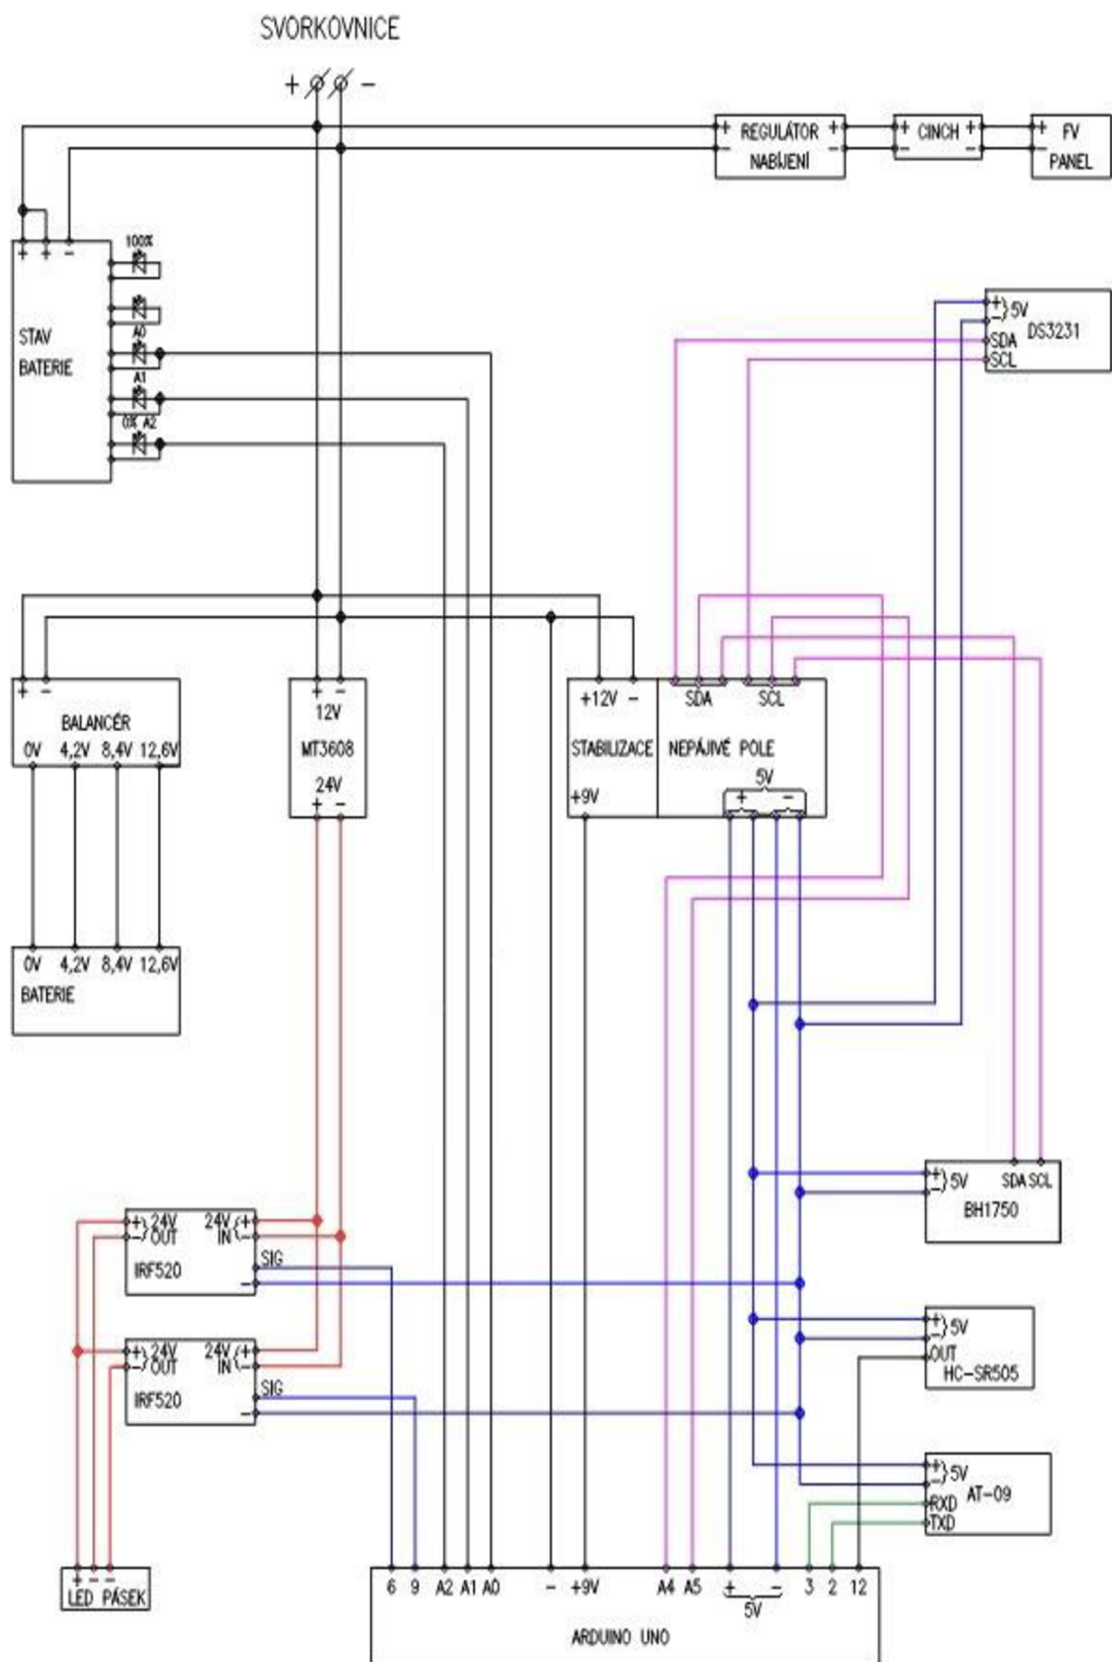 SVORKOVNICE
+ -
+ REGULÁTOR + + CINCH + + FV
- NABÍJENÍ - - - - PANEL
+ + -
100%
STAV
BATERIE
A0
A1
0% A2
+ } 5V
-
DS3231
SDA
SCL
+ -
BALANCÉR
0V 4,2V 8,4V 12,6V
+ -
12V
MT3608
24V
+ -
+12V -
STABILIZACE
+9V
SDA SCL
NEPÁJIVÉ POLE
5V
+ -
0V 4,2V 8,4V 12,6V
BATERIE
+ } 5V SDA SCL
-
BH1750
+ } 24V 24V { +
- OUT IN -
IRF520
SIG
-
+ } 24V 24V { +
- OUT IN -
IRF520
SIG
-
+ } 5V
-
OUT
HC-SR505
+ } 5V
-
AT-09
RXD
TXD
+ - -
LED PÁSEK
6 9 A2 A1 A0 - +9V A4 A5 + - 3 2 12
5V
ARDUINO UNO